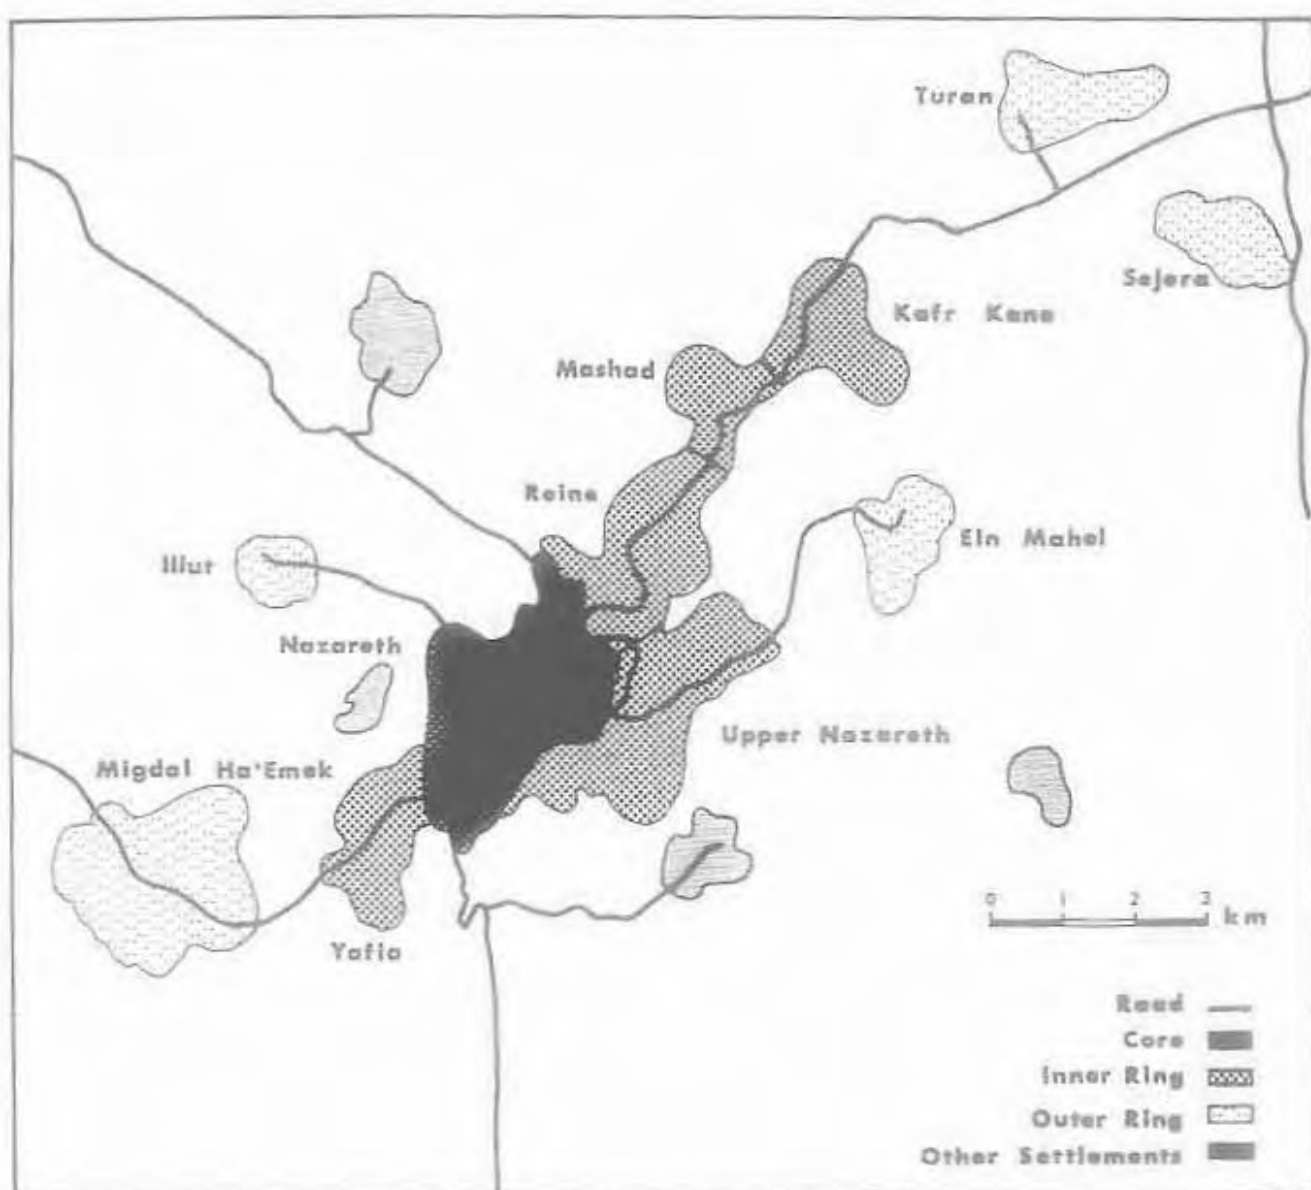 Turan
Sejera
Kafr Kana
Mashad
Reine
Ein Mahel
Illut
Nazareth
Upper Nazareth
Migdal Ha'Emek
Yafia
0 1 2 3 km
Road
Core
Inner Ring
Outer Ring
Other Settlements